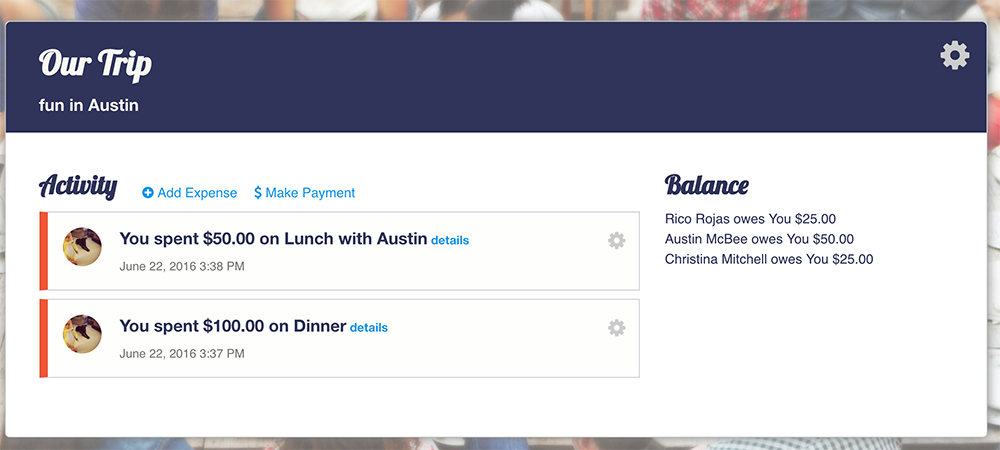 Our Trip
fun in Austin
Activity
Add Expense
$ Make Payment
You spent $50.00 on Lunch with Austin details
June 22, 2016 3:38 PM
You spent $100.00 on Dinner details
June 22, 2016 3:37 PM
Balance
Rico Rojas owes You $25.00
Austin McBee owes You $50.00
Christina Mitchell owes You $25.00